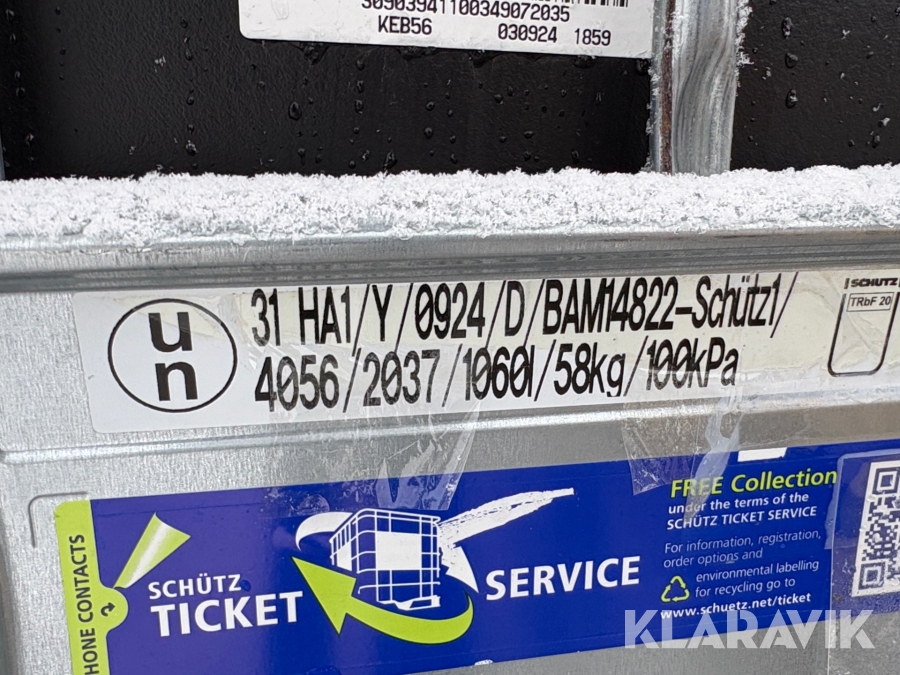 S0903941100349072035
KEB56 030924 1859
un
31 HA1/Y/0924/D/BAM14822-Schütz1/
4056/2037/1060l/58kg/100kPa
SCHÜTZ
TRbF 20
HONE CONTACTS
SCHÜTZ
TICKET
SERVICE
FREE Collection
under the terms of the
SCHÜTZ TICKET SERVICE
For information, registration,
order options and
environmental labelling
for recycling go to
www.schuetz.net/ticket
KLARAVIK